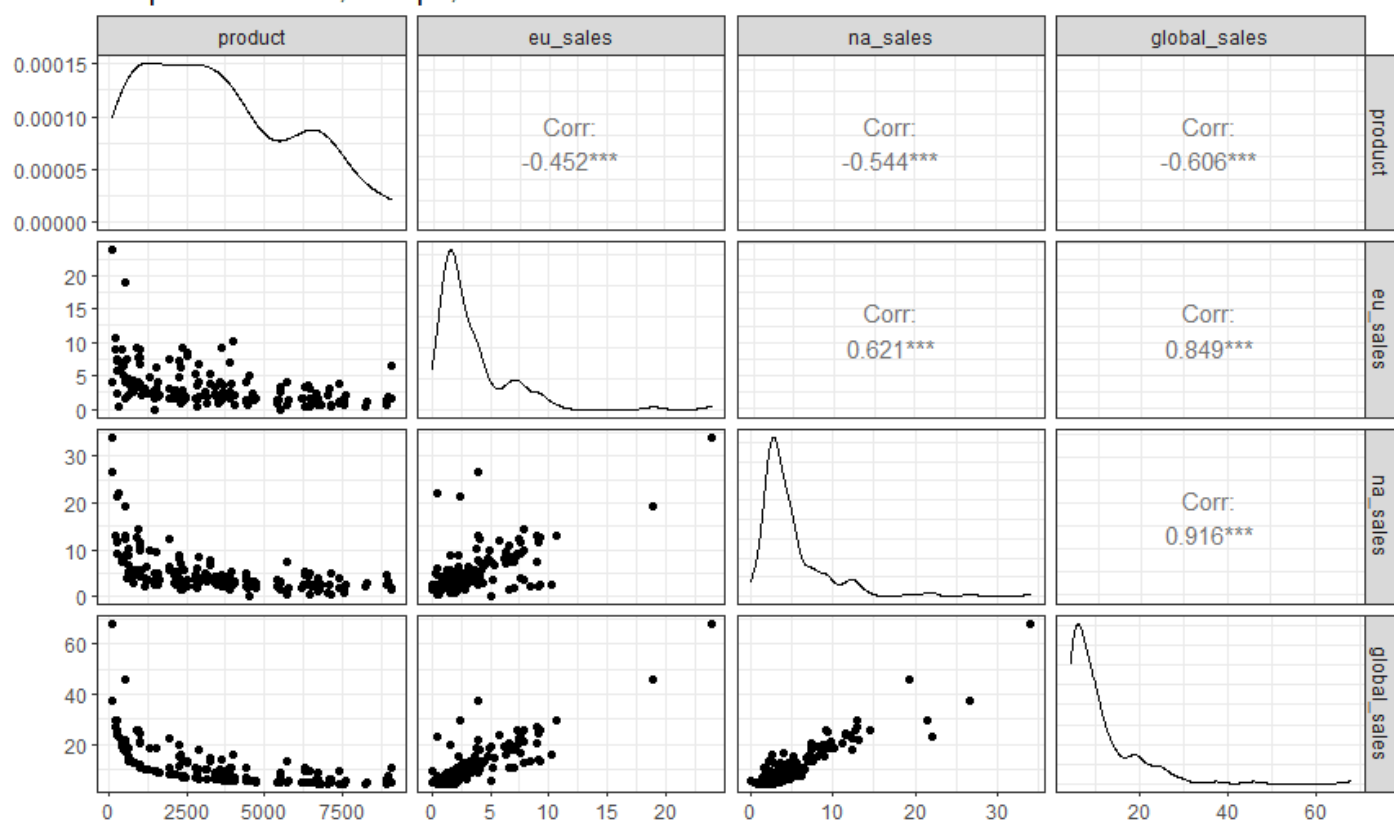 product eu_sales na_sales global_sales
0.00015
0.00010
0.00005
0.00000
Corr:
-0.452***
Corr:
-0.544***
Corr:
-0.606***
product
20
15
10
5
0
Corr:
0.621***
Corr:
0.849***
eu_sales
30
20
10
0
Corr:
0.916***
na_sales
60
40
20
global_sales
0 2500 5000 7500 0 5 10 15 20 0 10 20 30 20 40 60